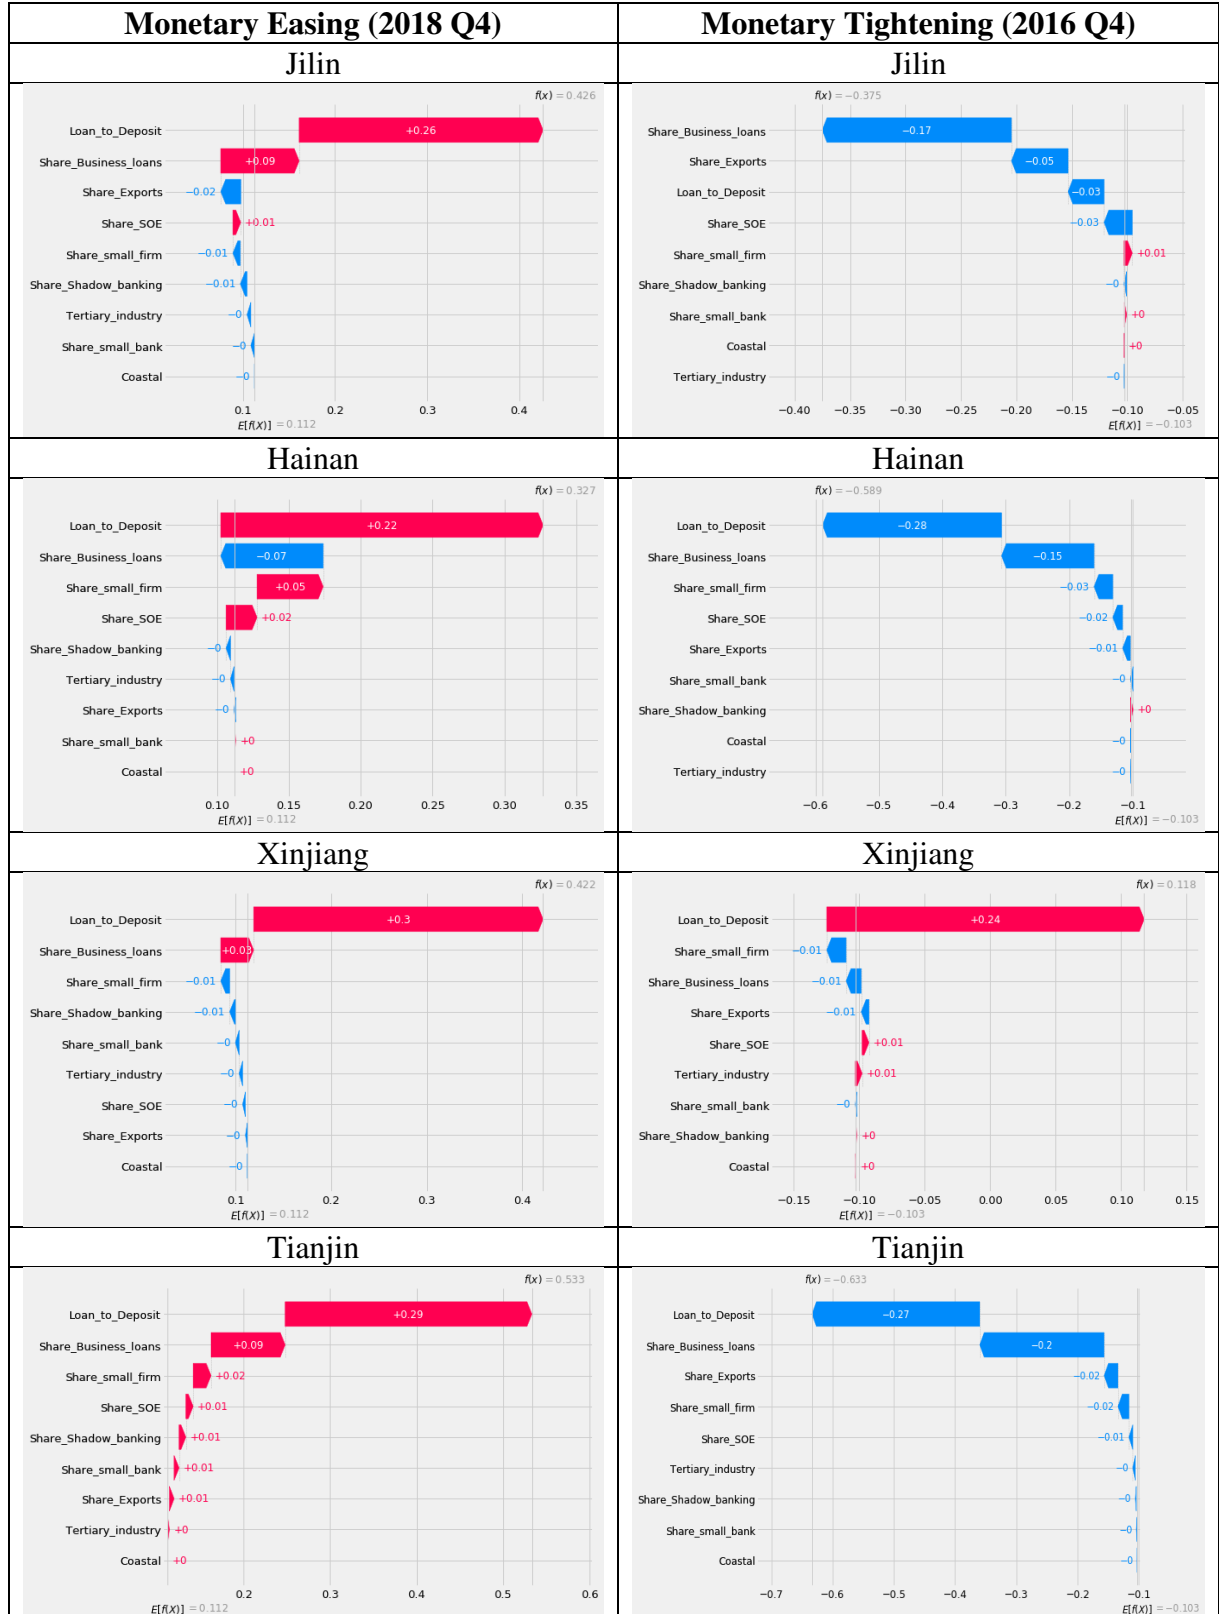 Monetary Easing (2018 Q4) Monetary Tightening (2016 Q4)
Jilin Jilin
f(x) = 0.426
Loan_to_Deposit +0.26
Share_Business_loans +0.09
Share_Exports −0.02
Share_SOE +0.01
Share_small_firm −0.01
Share_Shadow_banking −0.01
Tertiary_industry −0
Share_small_bank −0
Coastal −0
0.1 0.2 0.3 0.4
E[f(X)] = 0.112
f(x) = −0.375
Share_Business_loans −0.17
Share_Exports −0.05
Loan_to_Deposit −0.03
Share_SOE −0.03
Share_small_firm +0.01
Share_Shadow_banking −0
Share_small_bank +0
Coastal +0
Tertiary_industry −0
−0.40 −0.35 −0.30 −0.25 −0.20 −0.15 −0.10 −0.05
E[f(X)] = −0.103
Hainan Hainan
f(x) = 0.327
Loan_to_Deposit +0.22
Share_Business_loans −0.07
Share_small_firm +0.05
Share_SOE +0.02
Share_Shadow_banking −0
Tertiary_industry −0
Share_Exports −0
Share_small_bank +0
Coastal +0
0.10 0.15 0.20 0.25 0.30 0.35
E[f(X)] = 0.112
f(x) = −0.589
Loan_to_Deposit −0.28
Share_Business_loans −0.15
Share_small_firm −0.03
Share_SOE −0.02
Share_Exports −0.01
Share_small_bank −0
Share_Shadow_banking +0
Coastal −0
Tertiary_industry −0
−0.6 −0.5 −0.4 −0.3 −0.2 −0.1
E[f(X)] = −0.103
Xinjiang Xinjiang
f(x) = 0.422
Loan_to_Deposit +0.3
Share_Business_loans +0.03
Share_small_firm −0.01
Share_Shadow_banking −0.01
Share_small_bank −0
Tertiary_industry −0
Share_SOE −0
Share_Exports −0
Coastal −0
0.1 0.2 0.3 0.4
E[f(X)] = 0.112
f(x) = 0.118
Loan_to_Deposit +0.24
Share_small_firm −0.01
Share_Business_loans −0.01
Share_Exports −0.01
Share_SOE +0.01
Tertiary_industry +0.01
Share_small_bank −0
Share_Shadow_banking +0
Coastal +0
−0.15 −0.10 −0.05 0.00 0.05 0.10 0.15
E[f(X)] = −0.103
Tianjin Tianjin
f(x) = 0.533
Loan_to_Deposit +0.29
Share_Business_loans +0.09
Share_small_firm +0.02
Share_SOE +0.01
Share_Shadow_banking +0.01
Share_small_bank +0.01
Share_Exports +0.01
Tertiary_industry +0
Coastal +0
0.2 0.3 0.4 0.5 0.6
E[f(X)] = 0.112
f(x) = −0.633
Loan_to_Deposit −0.27
Share_Business_loans −0.2
Share_Exports −0.02
Share_small_firm −0.02
Share_SOE −0.01
Tertiary_industry −0
Share_Shadow_banking −0
Share_small_bank −0
Coastal −0
−0.7 −0.6 −0.5 −0.4 −0.3 −0.2 −0.1
E[f(X)] = −0.103